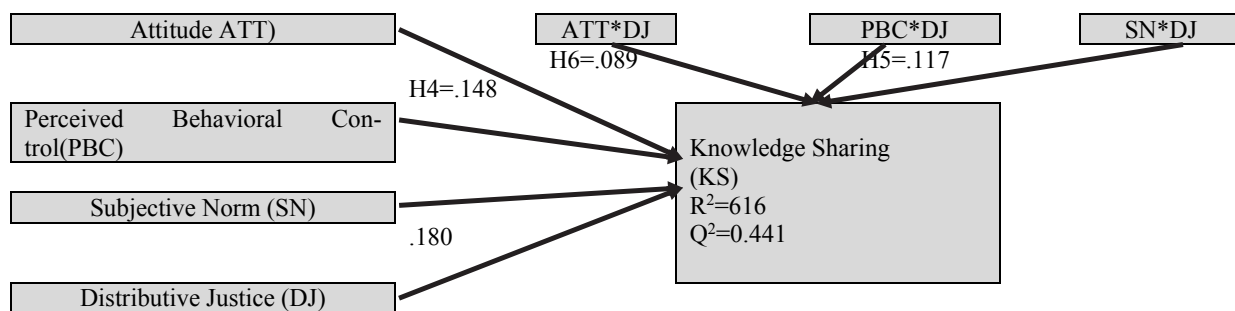 Attitude ATT)
ATT*DJ
PBC*DJ
SN*DJ
H6=.089
H5=.117
H4=.148
Perceived Behavioral Con-
trol(PBC)
Knowledge Sharing
(KS)
R²=616
Q²=0.441
Subjective Norm (SN)
.180
Distributive Justice (DJ)